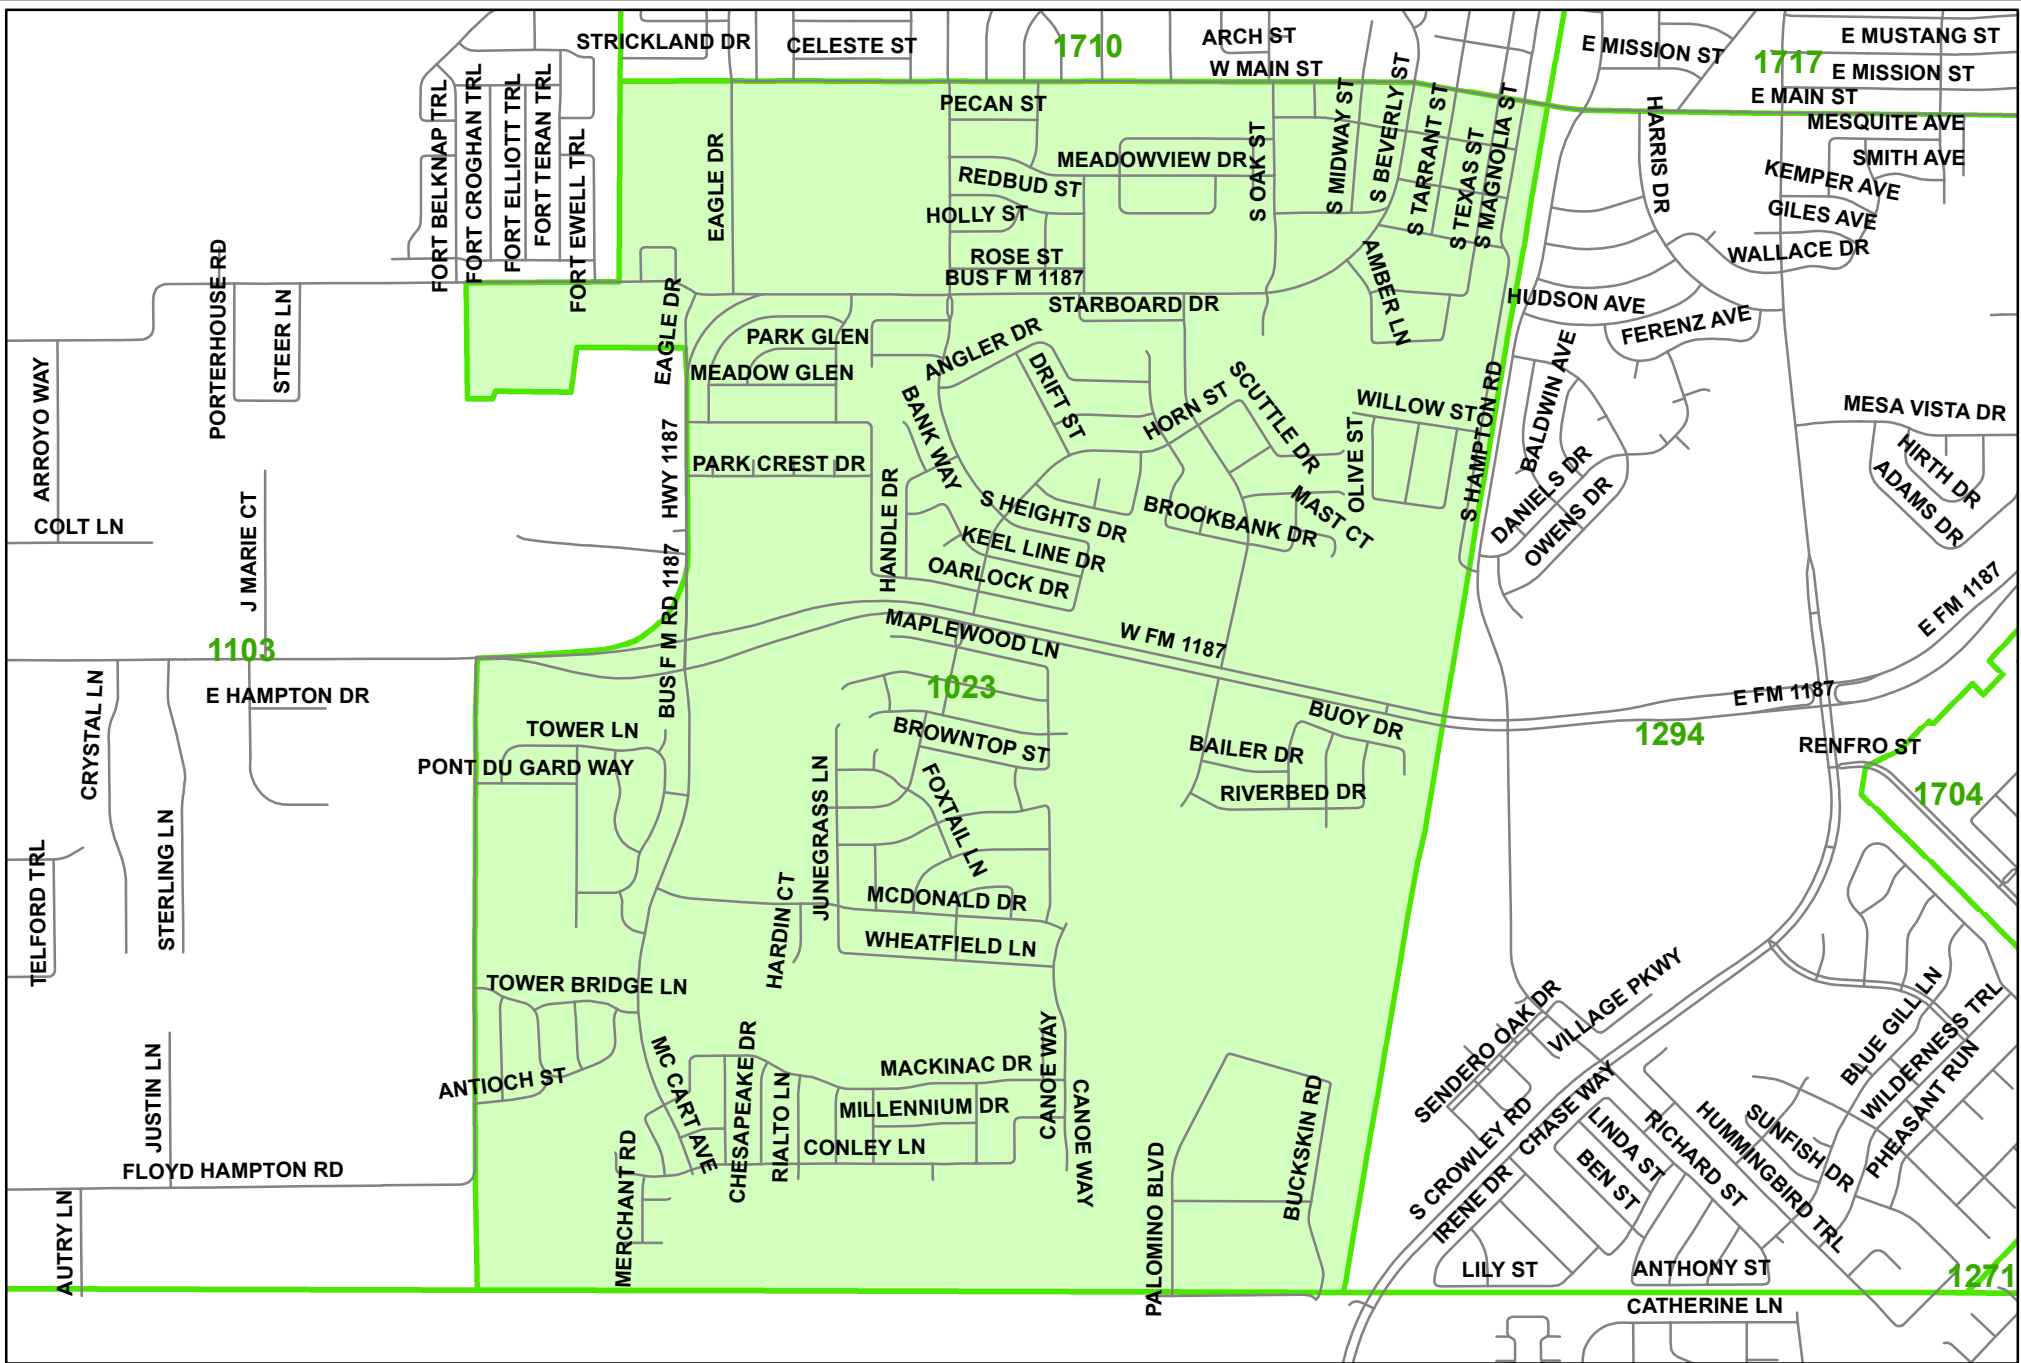 STRICKLAND DR
CELESTE ST
1710
ARCH ST
W MAIN ST
E MISSION ST
1717
E MUSTANG ST
E MISSION ST
E MAIN ST
MESQUITE AVE
SMITH AVE
KEMPER AVE
GILES AVE
WALLACE DR
HARRIS DR
FORT BELKNAP TRL
FORT CROGHAN TRL
FORT ELLIOTT TRL
FORT TERAN TRL
FORT EWELL TRL
EAGLE DR
PECAN ST
MEADOWVIEW DR
REDBUD ST
HOLLY ST
ROSE ST
BUS F M 1187
S OAK ST
S MIDWAY ST
S BEVERLY ST
S TARRANT ST
S TEXAS ST
S MAGNOLIA ST
AMBER LN
STARBOARD DR
HUDSON AVE
FERENZ AVE
PORTERHOUSE RD
STEER LN
ARROYO WAY
COLT LN
J MARIE CT
EAGLE DR
PARK GLEN
MEADOW GLEN
ANGLER DR
DRIFT ST
BANK WAY
HORN ST
SCUTTLE DR
WILLOW ST
OLIVE ST
S HAMPTON RD
BALDWIN AVE
DANIELS DR
OWENS DR
MESA VISTA DR
HIRTH DR
ADAMS DR
PARK CREST DR
HWY 1187
BUS F M RD 1187
HANDLE DR
S HEIGHTS DR
KEEL LINE DR
OARLOCK DR
BROOKBANK DR
MAST CT
MAPLEWOOD LN
W FM 1187
E FM 1187
E FM 1187
1103
E HAMPTON DR
CRYSTAL LN
STERLING LN
TELFORD TRL
1023
TOWER LN
PONT DU GARD WAY
BROWNTOP ST
FOXTAIL LN
JUNEGRASS LN
BUOY DR
BAILER DR
RIVERBED DR
1294
RENFRO ST
1704
HARDIN CT
MCDONALD DR
WHEATFIELD LN
TOWER BRIDGE LN
ANTIOCH ST
MC CART AVE
CHESAPEAKE DR
RIALTO LN
MACKINAC DR
MILLENNIUM DR
CONLEY LN
CANOE WAY
CANOE WAY
MERCHANT RD
PALOMINO BLVD
BUCKSKIN RD
JUSTIN LN
FLOYD HAMPTON RD
AUTRY LN
SENDERO OAK DR
VILLAGE PKWY
S CROWLEY RD
CHASE WAY
IRENE DR
LINDA ST
BEN ST
RICHARD ST
HUMMINGBIRD TRL
SUNFISH DR
BLUE GILL LN
WILDERNESS TRL
PHEASANT RUN
LILY ST
ANTHONY ST
1271
CATHERINE LN